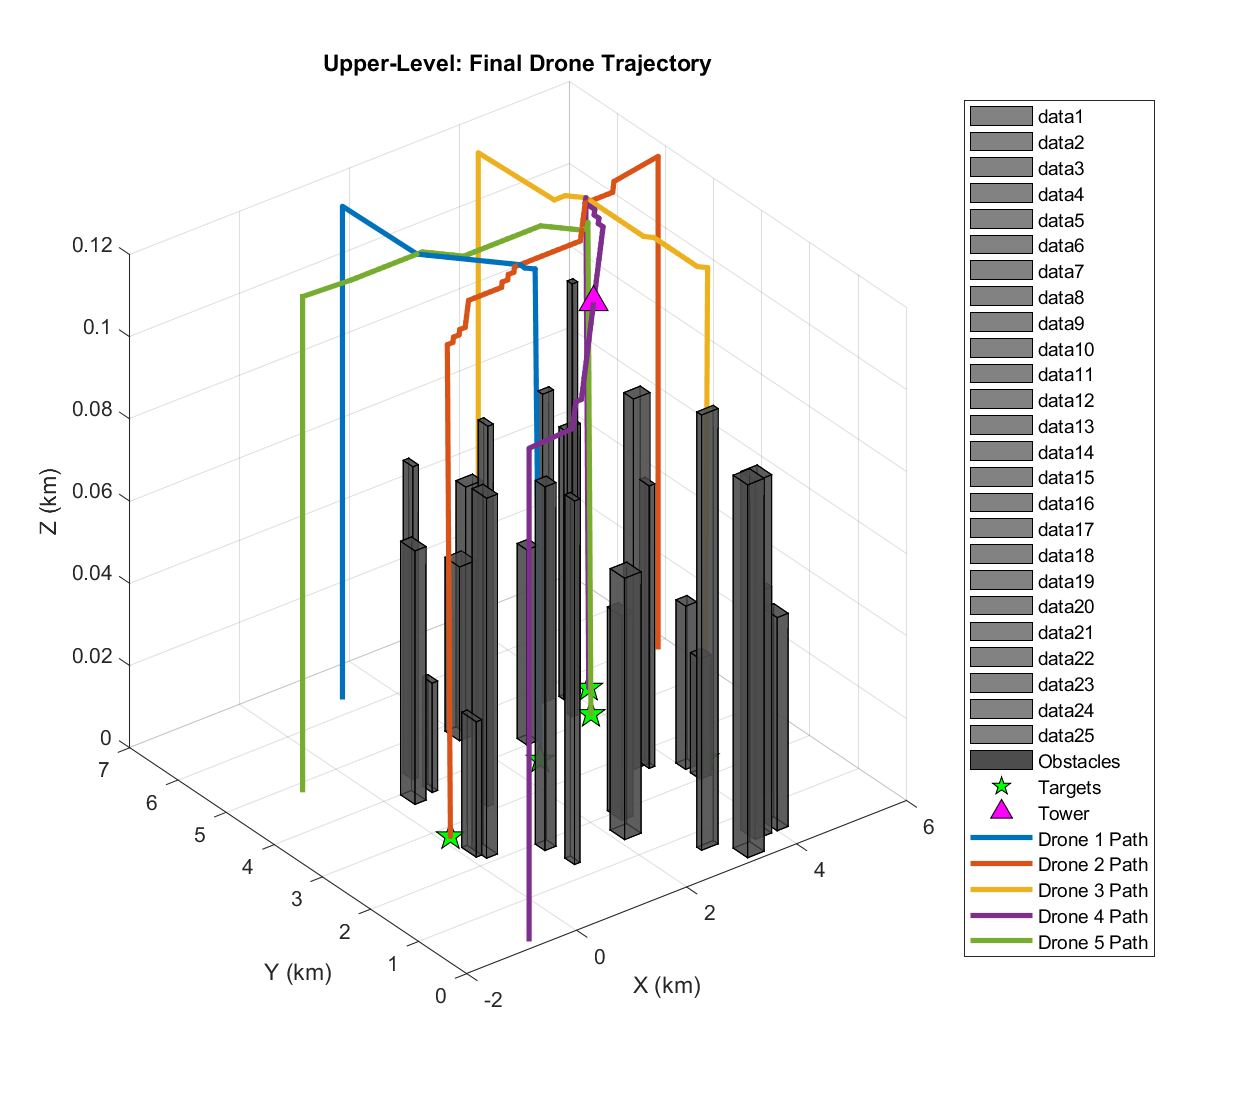 Upper-Level: Final Drone Trajectory
0.12
0.1
0.08
0.06
0.04
0.02
0
Z (km)
7
6
5
4
3
2
1
0
Y (km)
-2
0
2
4
6
X (km)
data1
data2
data3
data4
data5
data6
data7
data8
data9
data10
data11
data12
data13
data14
data15
data16
data17
data18
data19
data20
data21
data22
data23
data24
data25
Obstacles
Targets
Tower
Drone 1 Path
Drone 2 Path
Drone 3 Path
Drone 4 Path
Drone 5 Path